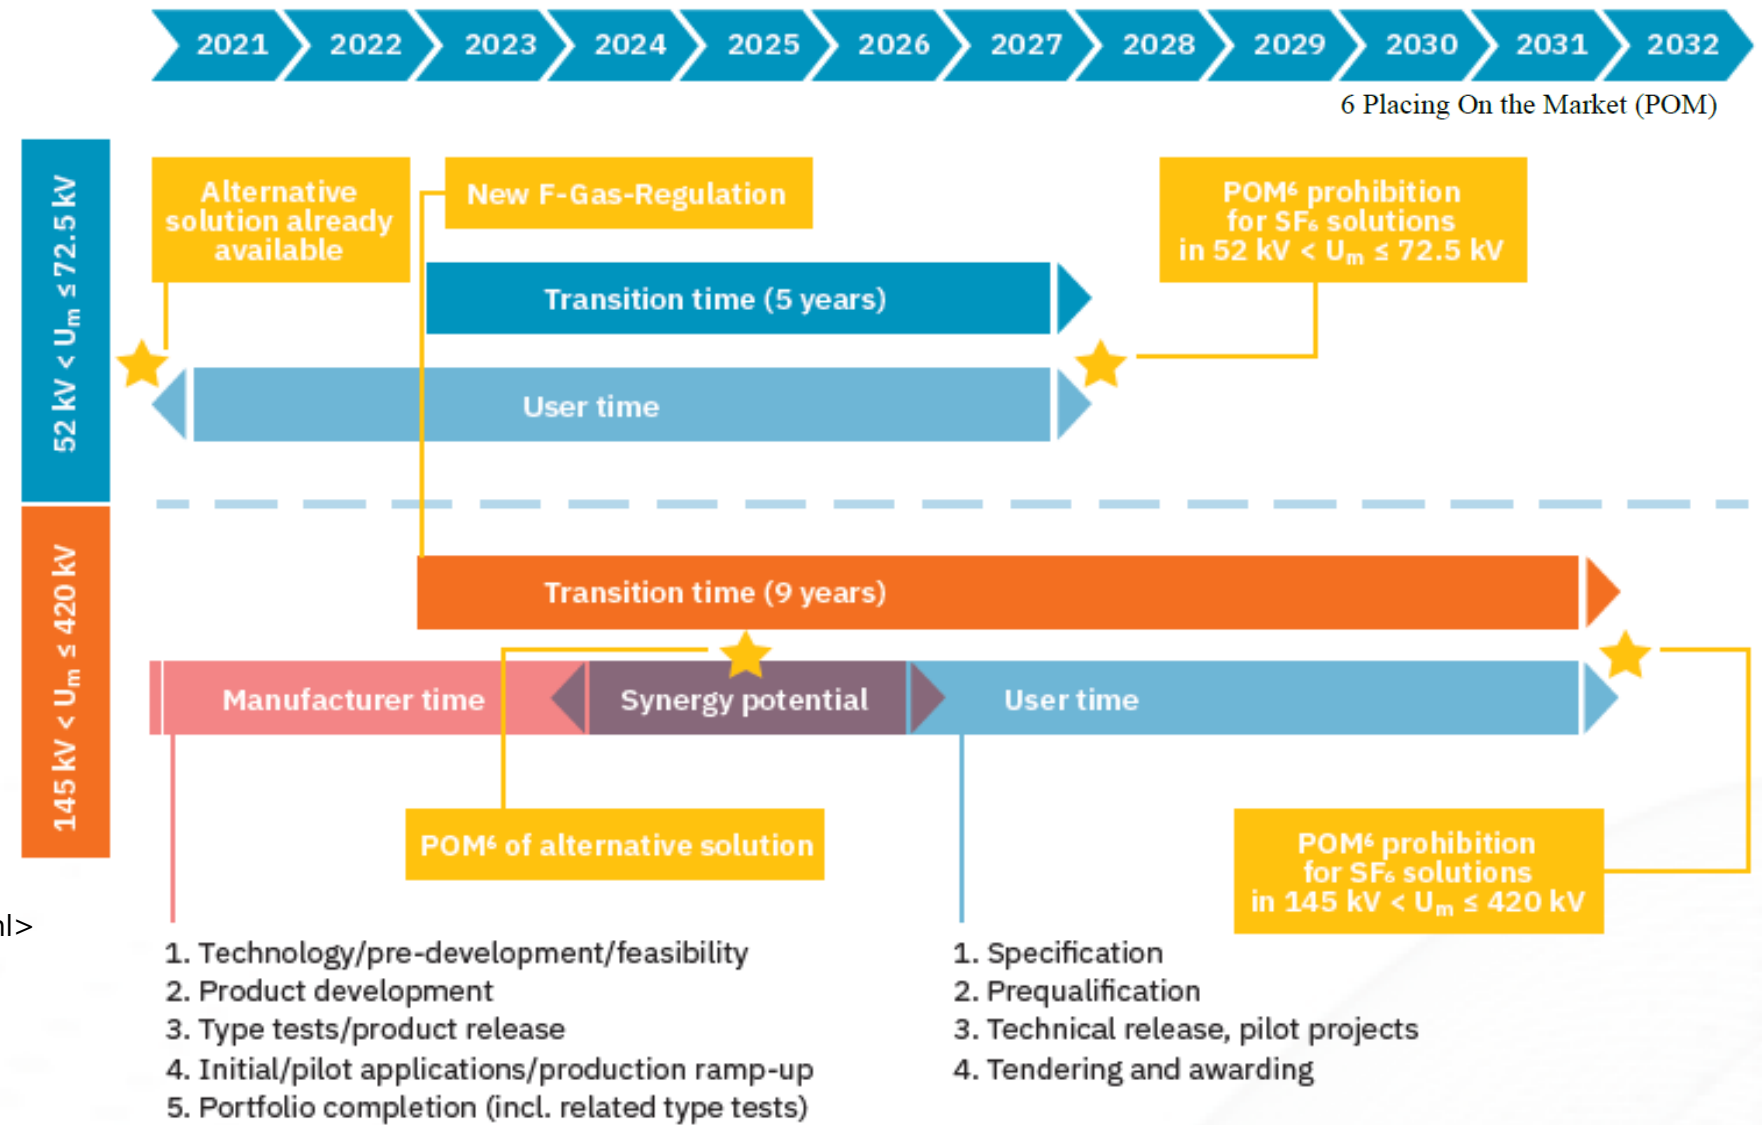 2021 2022 2023 2024 2025 2026 2027 2028 2029 2030 2031 2032
6 Placing On the Market (POM)
52 kV < Um ≤ 72.5 kV
Alternative
solution already
available
New F-Gas-Regulation
POM⁶ prohibition
for SF₆ solutions
in 52 kV < Um ≤ 72.5 kV
Transition time (5 years)
User time
145 kV < Um ≤ 420 kV
Transition time (9 years)
Manufacturer time
Synergy potential
User time
POM⁶ of alternative solution
POM⁶ prohibition
for SF₆ solutions
in 145 kV < Um ≤ 420 kV
1. Technology/pre-development/feasibility
2. Product development
3. Type tests/product release
4. Initial/pilot applications/production ramp-up
5. Portfolio completion (incl. related type tests)
1. Specification
2. Prequalification
3. Technical release, pilot projects
4. Tendering and awarding